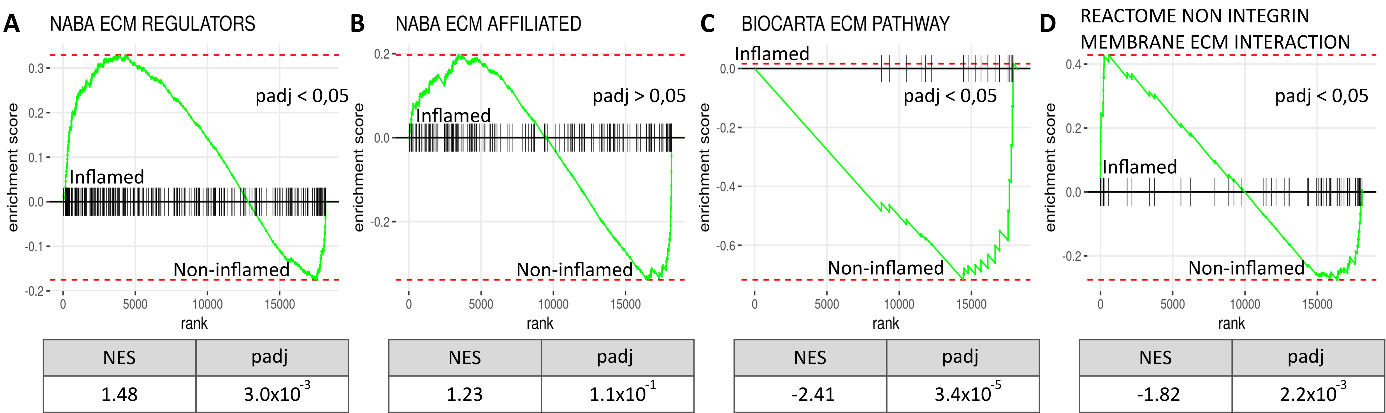 A NABA ECM REGULATORS
enrichment score
0.3
0.2
0.1
0.0
-0.1
-0.2
padj < 0,05
Inflamed
Non-inflamed
0 5000 10000 15000
rank
NES padj
1.48 3.0x10⁻³
B NABA ECM AFFILIATED
enrichment score
0.2
0.0
-0.2
padj > 0,05
Inflamed
Non-inflamed
0 5000 10000 15000
rank
NES padj
1.23 1.1x10⁻¹
C BIOCARTA ECM PATHWAY
enrichment score
Inflamed
0.0
-0.2
-0.4
-0.6
padj < 0,05
Non-inflamed
0 5000 10000 15000
rank
NES padj
-2.41 3.4x10⁻⁵
D REACTOME NON INTEGRIN
MEMBRANE ECM INTERACTION
enrichment score
0.4
0.2
0.0
-0.2
padj < 0,05
Inflamed
Non-inflamed
0 5000 10000 15000
rank
NES padj
-1.82 2.2x10⁻³